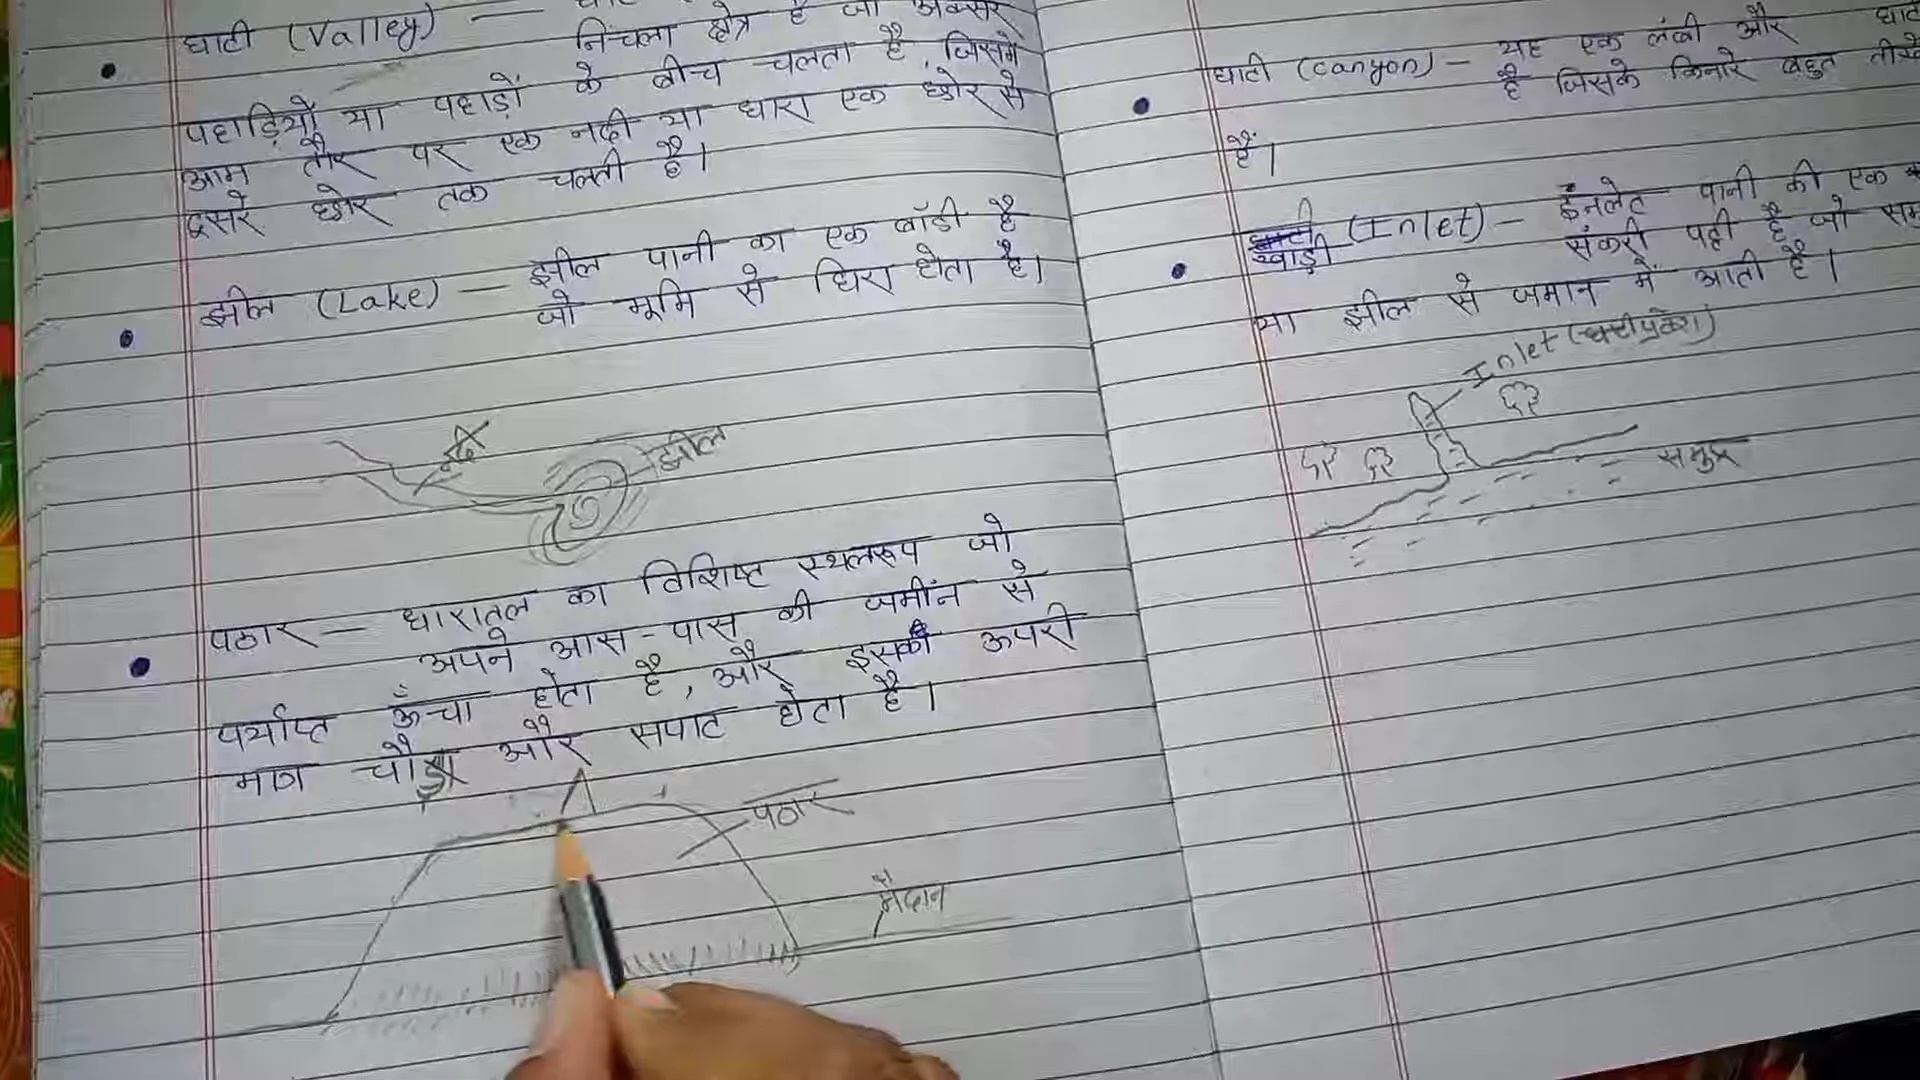 घाटी (Valley) —
निचला क्षेत्र है जो अक्सर
पहाड़ियों या पहाड़ों के बीच चलता है, जिसमें
आम तौर पर एक नदी या धारा एक छोर से
दूसरे छोर तक चलती है।
झील (Lake) — झील पानी का एक बॉडी है
जो भूमि से घिरा होता है।
झील
पठार — धारातल का विशिष्ट स्थलरूप जो
अपने आस-पास की जमीन से
पर्याप्त ऊँचा होता है, और इसकी ऊपरी
भाग चौड़ा और सपाट होता है।
पठार
मैदान
घाटी (Canyon) — यह एक लंबी और
है जिसके किनारे बहुत
हैं।
खाड़ी (Inlet) — इनलेट पानी की एक
संकरी पट्टी है जो
या झील से जमान में आती है।
Inlet
समुद्र